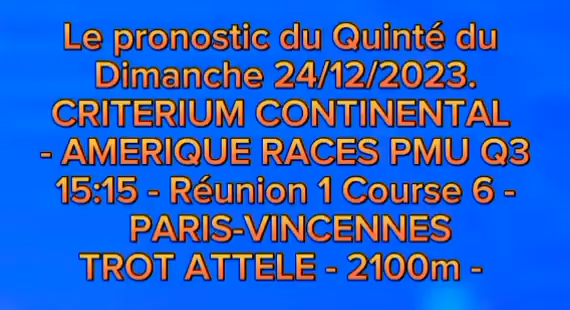 Le pronostic du Quinté du
Dimanche 24/12/2023.
CRITERIUM CONTINENTAL
- AMERIQUE RACES PMU Q3
15:15 - Réunion 1 Course 6 -
PARIS-VINCENNES
TROT ATTELE - 2100m -